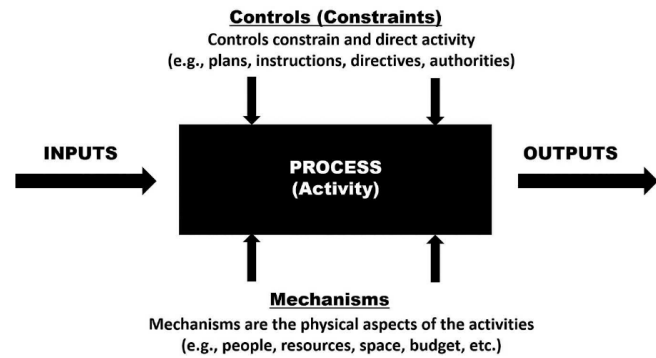 Controls (Constraints)
Controls constrain and direct activity
(e.g., plans, instructions, directives, authorities)
INPUTS
PROCESS
(Activity)
OUTPUTS
Mechanisms
Mechanisms are the physical aspects of the activities
(e.g., people, resources, space, budget, etc.)